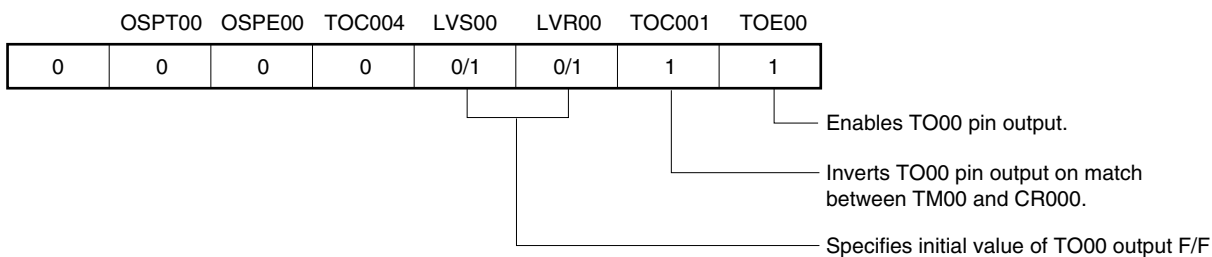 OSPT00 OSPE00 TOC004 LVS00 LVR00 TOC001 TOE00
0 0 0 0 0/1 0/1 1 1
Enables TO00 pin output.
Inverts TO00 pin output on match
between TM00 and CR000.
Specifies initial value of TO00 output F/F